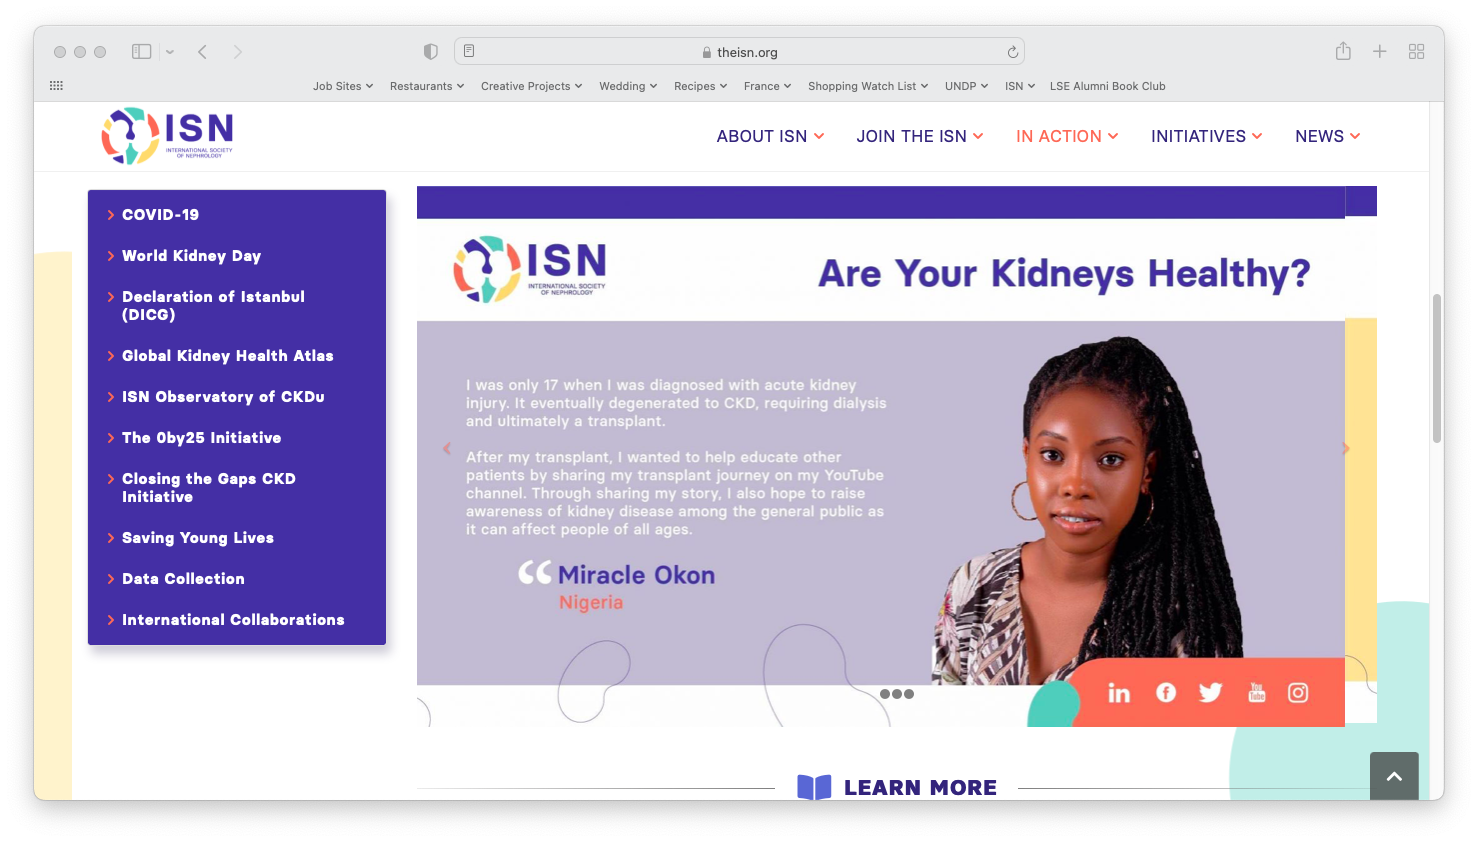 theisn.org
Job Sites
Restaurants
Creative Projects
Wedding
Recipes
France
Shopping Watch List
UNDP
ISN
LSE Alumni Book Club
ISN
INTERNATIONAL SOCIETY
OF NEPHROLOGY
ABOUT ISN
JOIN THE ISN
IN ACTION
INITIATIVES
NEWS
COVID-19
World Kidney Day
Declaration of Istanbul
(DICG)
Global Kidney Health Atlas
ISN Observatory of CKDu
The 0by25 Initiative
Closing the Gaps CKD
Initiative
Saving Young Lives
Data Collection
International Collaborations
ISN
INTERNATIONAL SOCIETY
OF NEPHROLOGY
Are Your Kidneys Healthy?
I was only 17 when I was diagnosed with acute kidney
injury. It eventually degenerated to CKD, requiring dialysis
and ultimately a transplant.
After my transplant, I wanted to help educate other
patients by sharing my transplant journey on my YouTube
channel. Through sharing my story, I also hope to raise
awareness of kidney disease among the general public as
it can affect people of all ages.
“ Miracle Okon
Nigeria
in
f
You
Tube
LEARN MORE